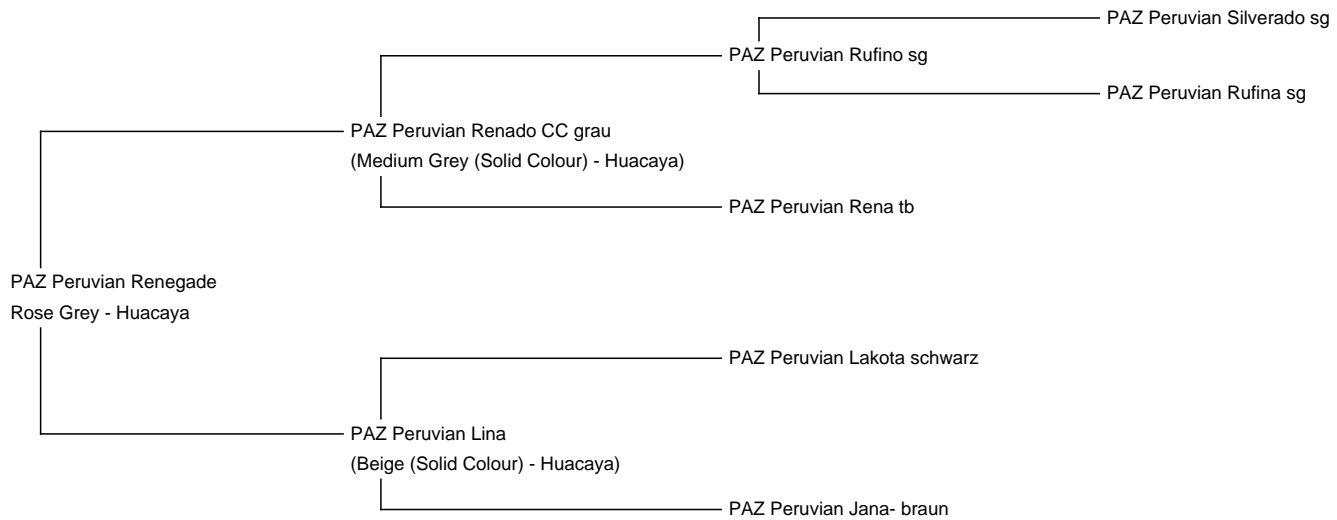 PAZ Peruvian Silverado sg
PAZ Peruvian Rufino sg
PAZ Peruvian Rufina sg
PAZ Peruvian Renado CC grau
(Medium Grey (Solid Colour) - Huacaya)
PAZ Peruvian Rena tb
PAZ Peruvian Renegade
Rose Grey - Huacaya
PAZ Peruvian Lakota schwarz
PAZ Peruvian Lina
(Beige (Solid Colour) - Huacaya)
PAZ Peruvian Jana- braun